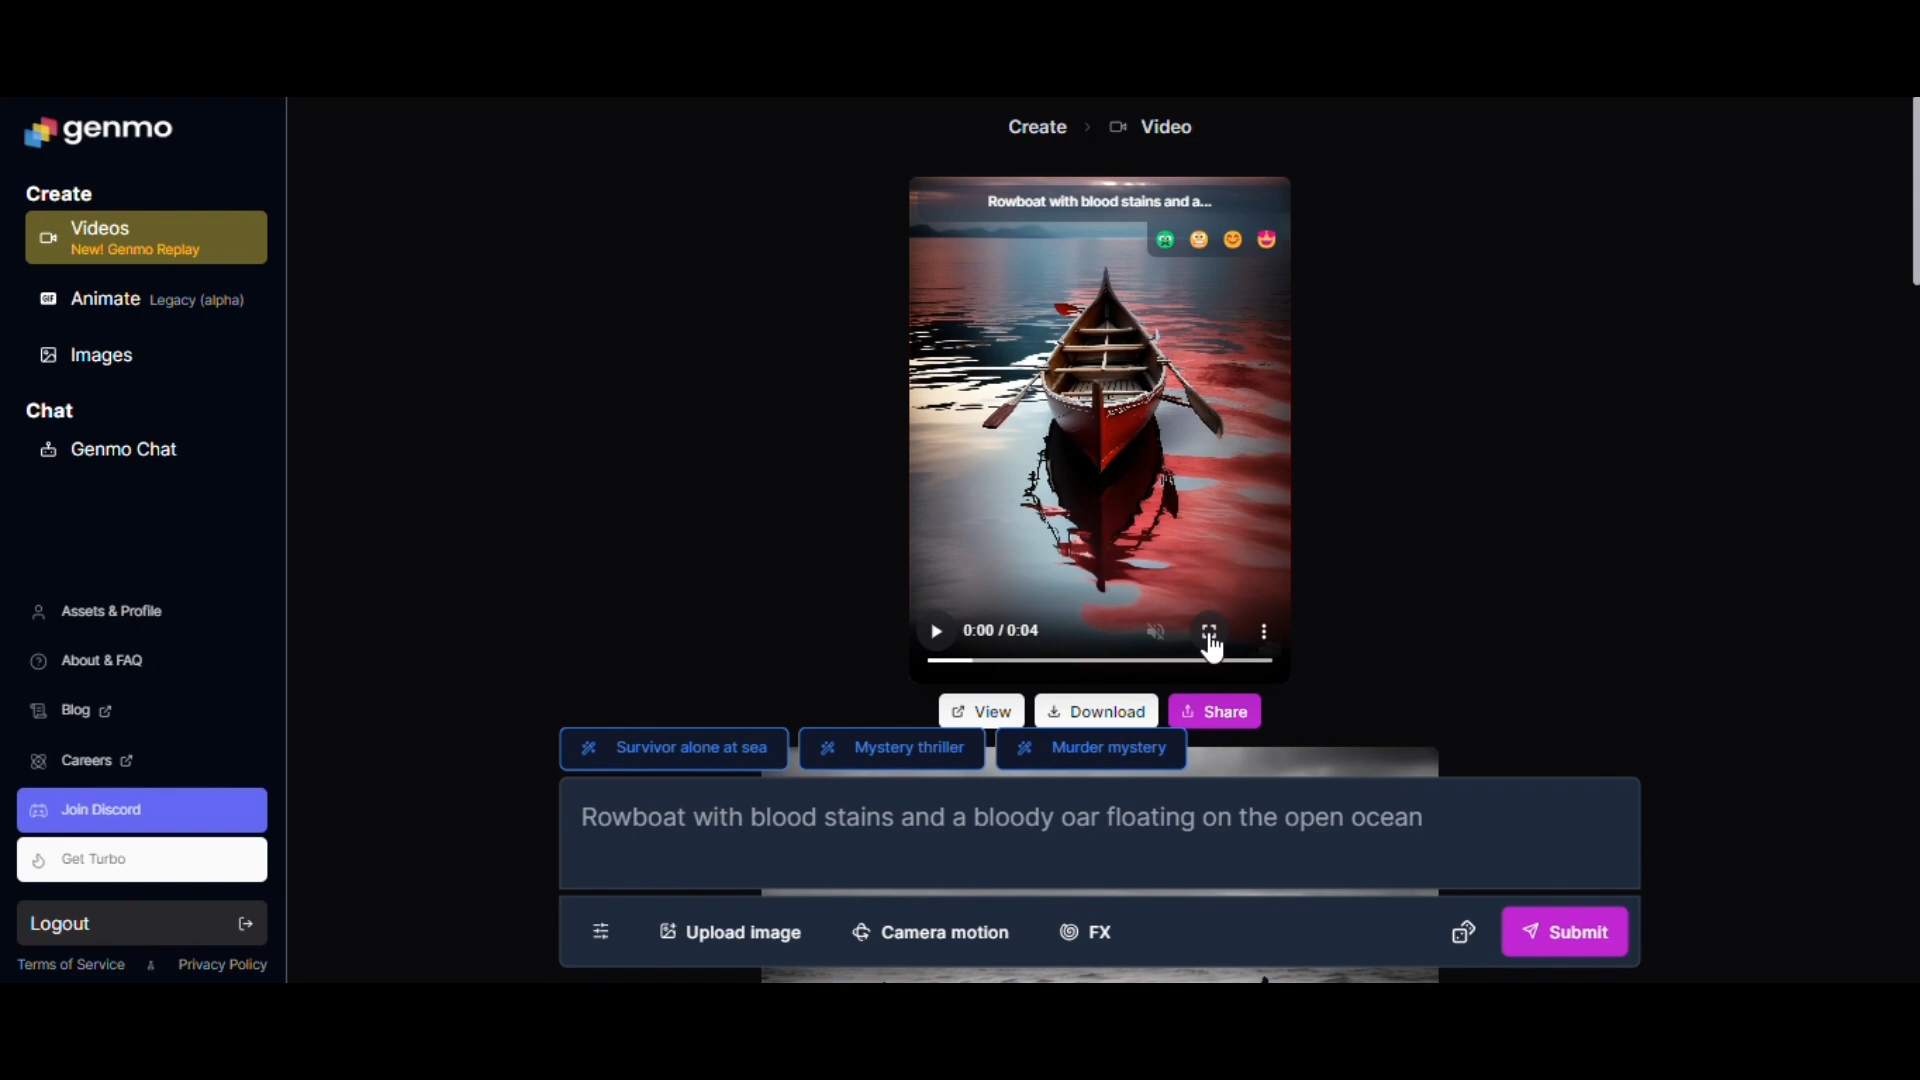 genmo
Create
Videos
New! Genmo Replay
GIF Animate Legacy (alpha)
Images
Chat
Genmo Chat
Assets & Profile
About & FAQ
Blog
Careers
Join Discord
Get Turbo
Logout
Terms of Service
Privacy Policy
Create > Video
Rowboat with blood stains and a...
0:00 / 0:04
View
Download
Share
Survivor alone at sea
Mystery thriller
Murder mystery
Rowboat with blood stains and a bloody oar floating on the open ocean
Upload image
Camera motion
FX
Submit